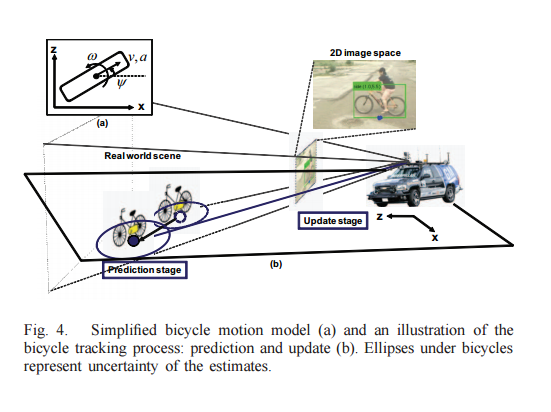 z
ω
v, a
ψ
x
(a)
2D image space
Real world scene
Update stage
z
x
Prediction stage
(b)
Fig. 4. Simplified bicycle motion model (a) and an illustration of the
bicycle tracking process: prediction and update (b). Ellipses under bicycles
represent uncertainty of the estimates.